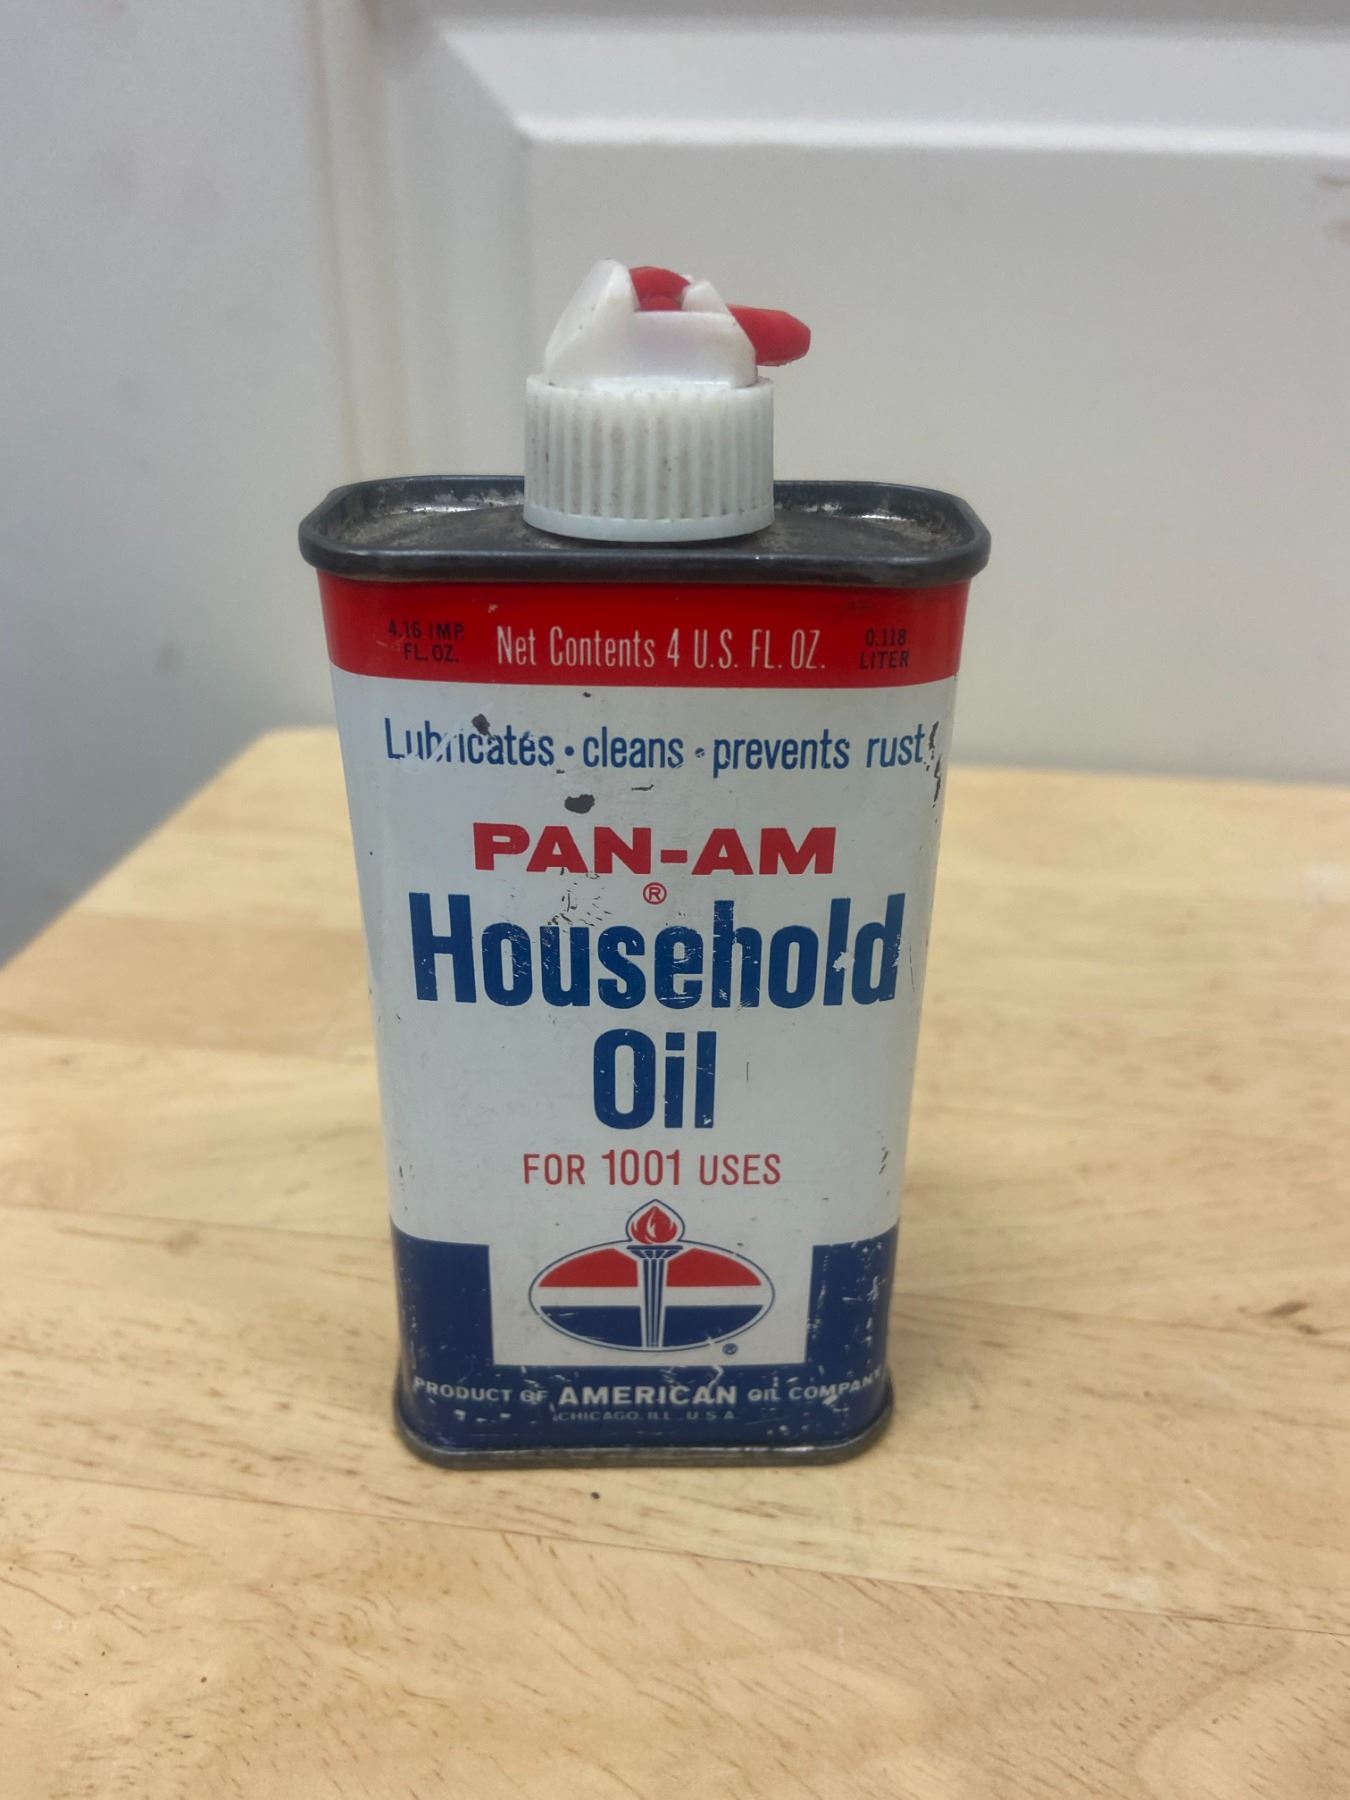 4.16 IMP. FL. OZ.
Net Contents 4 U.S. FL. OZ.
0.118 LITER
Lubricates • cleans • prevents rust
PAN-AM
®
Household
Oil
FOR 1001 USES
®
PRODUCT OF AMERICAN OIL COMPANY
CHICAGO, ILL. U.S.A.